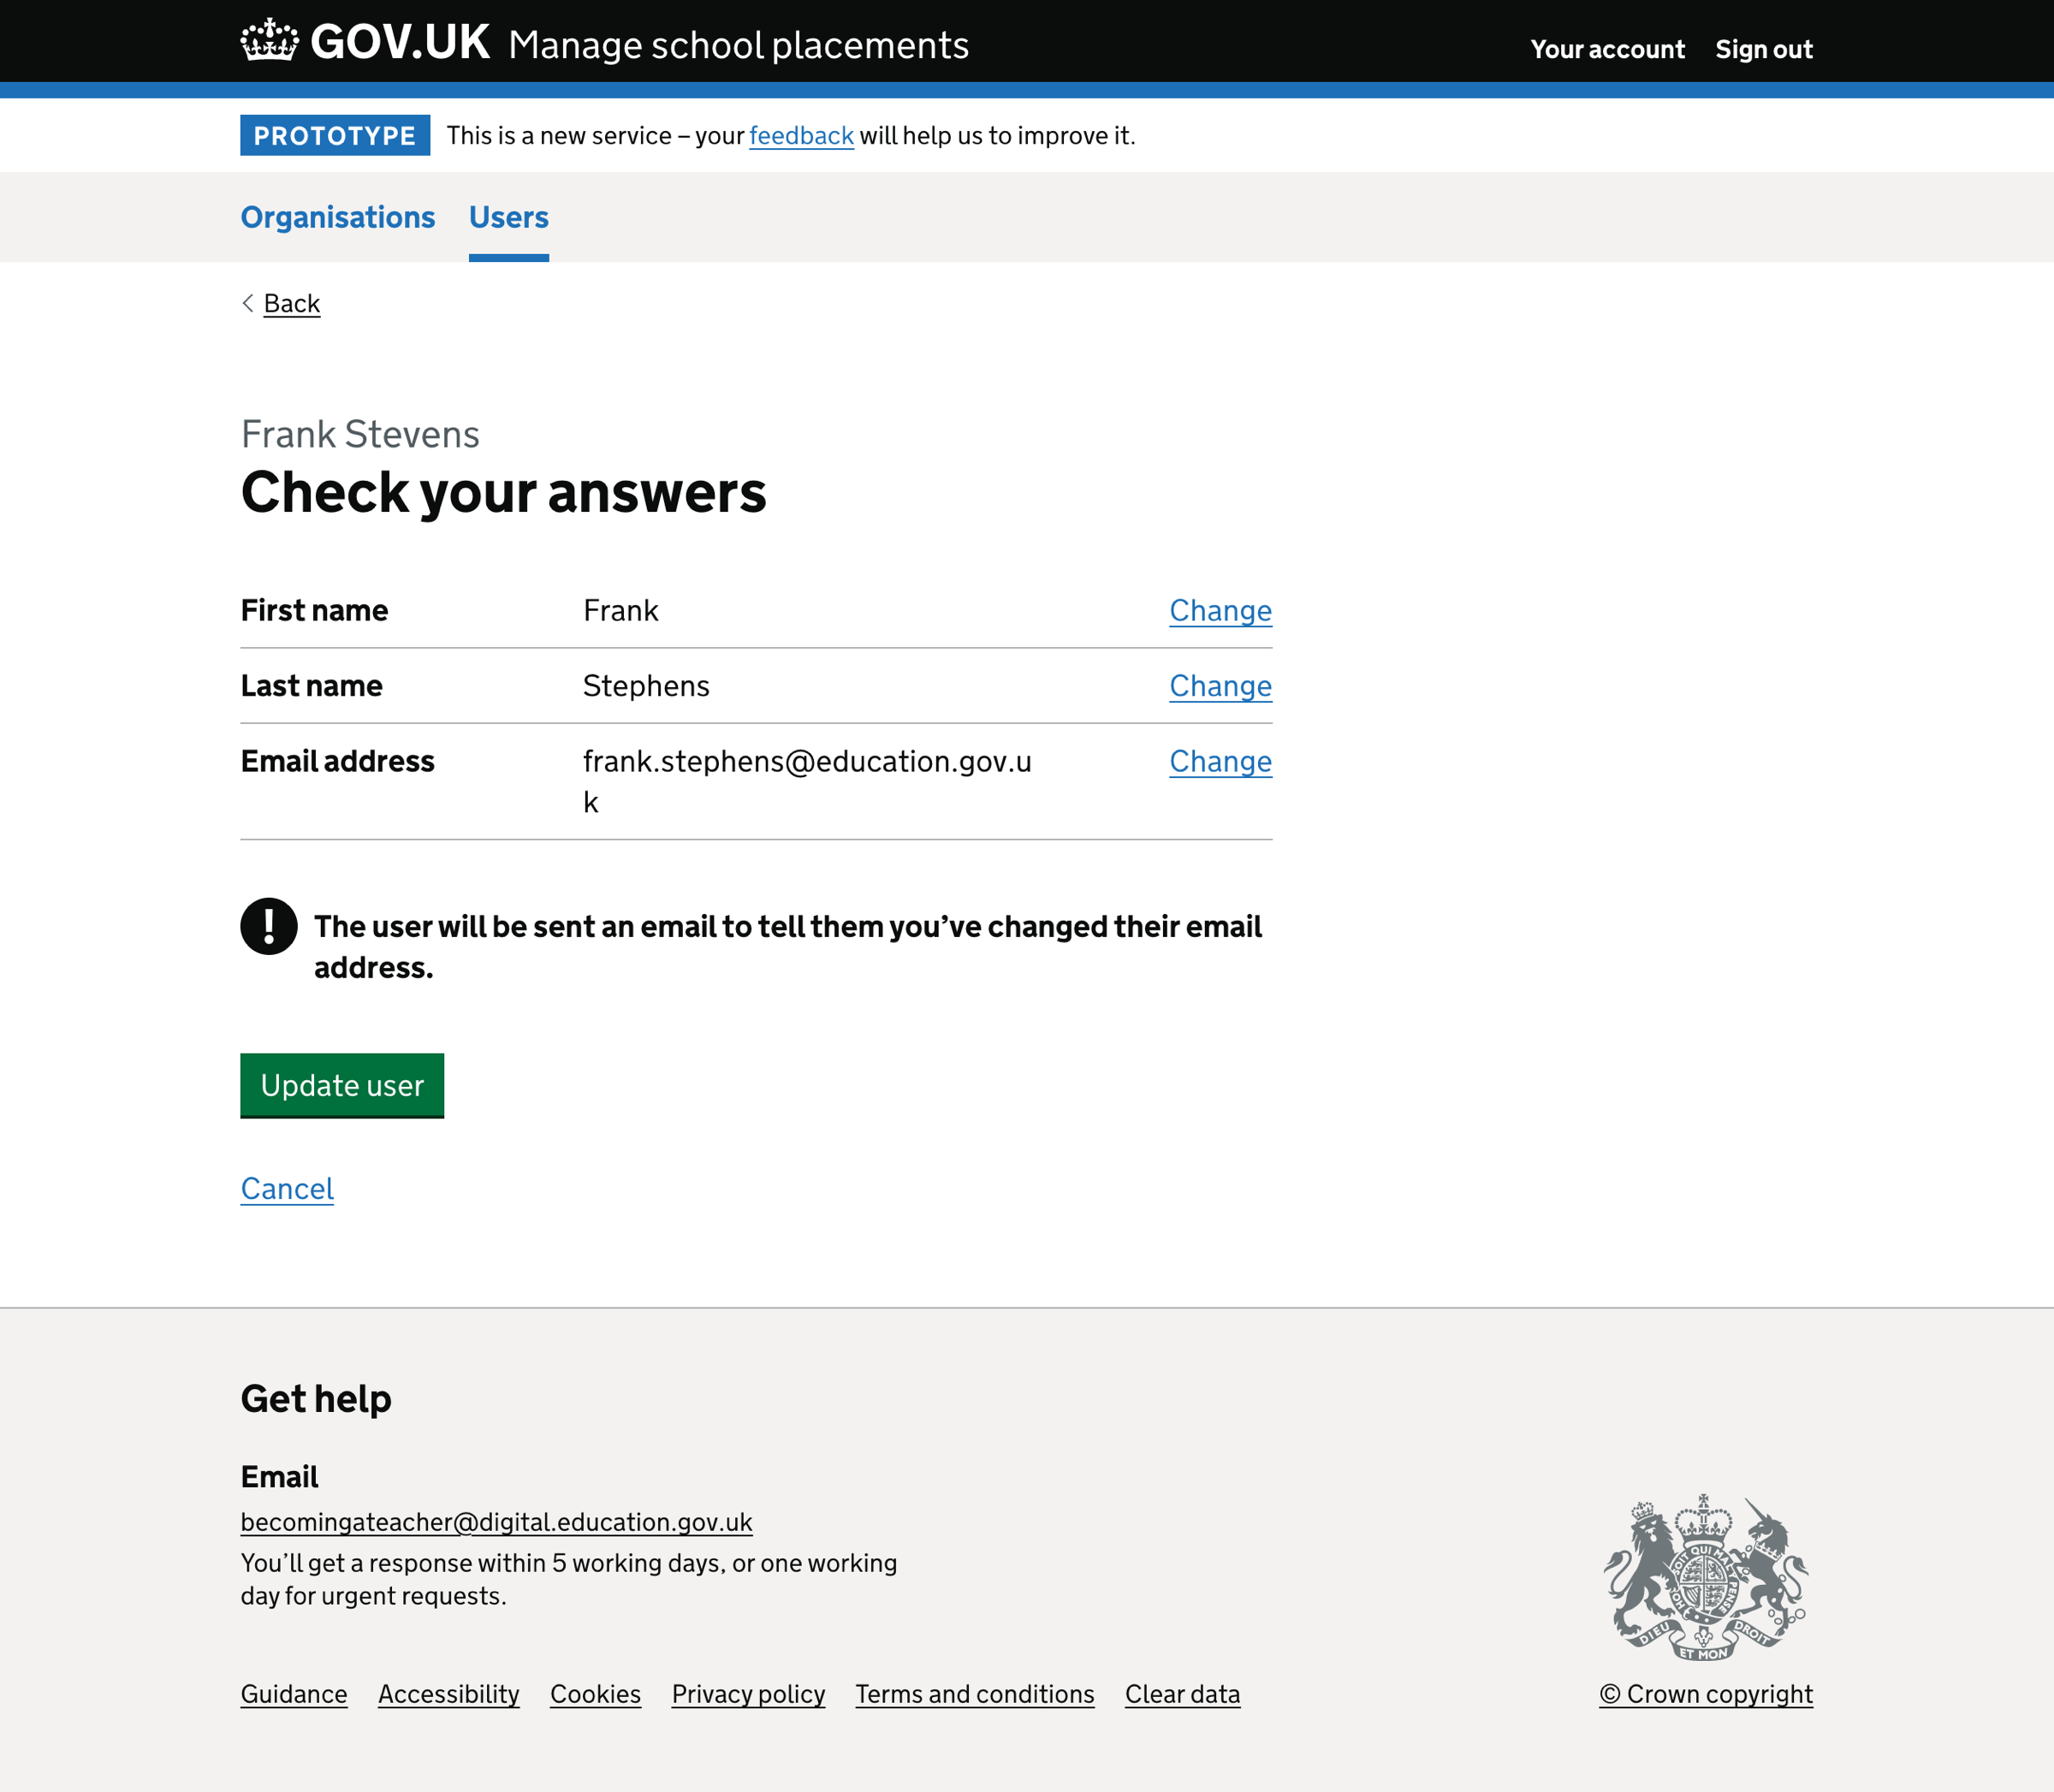 GOV.UK Manage school placements Your account Sign out
PROTOTYPE This is a new service – your feedback will help us to improve it.
Organisations Users
Back
Frank Stevens
Check your answers
First name Frank Change
Last name Stephens Change
Email address frank.stephens@education.gov.u Change
k
! The user will be sent an email to tell them you’ve changed their email
address.
Update user
Cancel
Get help
Email
becomingateacher@digital.education.gov.uk
You’ll get a response within 5 working days, or one working
day for urgent requests.
DIEU ET MON DROIT
Guidance Accessibility Cookies Privacy policy Terms and conditions Clear data © Crown copyright